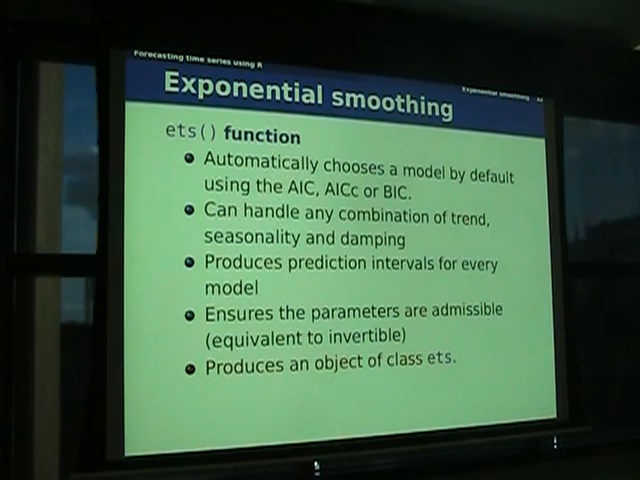 Forecasting time series using R
Exponential smoothing
Exponential smoothing
ets() function
Automatically chooses a model by default
using the AIC, AICc or BIC.
Can handle any combination of trend,
seasonality and damping
Produces prediction intervals for every
model
Ensures the parameters are admissible
(equivalent to invertible)
Produces an object of class ets.